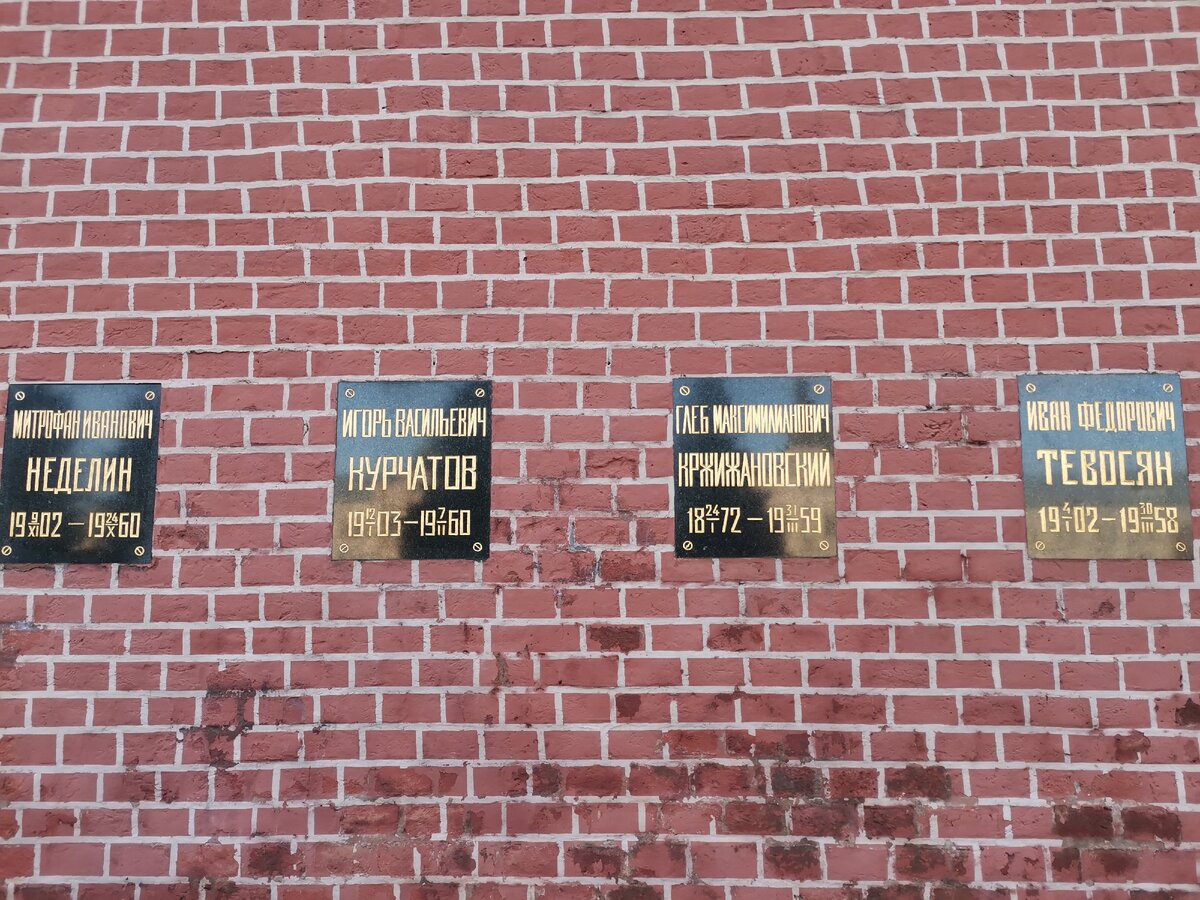 МИТРОФАН ИВАНОВИЧ
НЕДЕЛИН
19 9/XI 02 — 19 24/X 60
ИГОРЬ ВАСИЛЬЕВИЧ
КУРЧАТОВ
19 12/I 03 — 19 7/II 60
ГЛЕБ МАКСИМИЛИАНОВИЧ
КРЖИЖАНОВСКИЙ
18 24/I 72 — 19 31/III 59
ИВАН ФЕДОРОВИЧ
ТЕВОСЯН
19 4/I 02 — 19 30/III 58